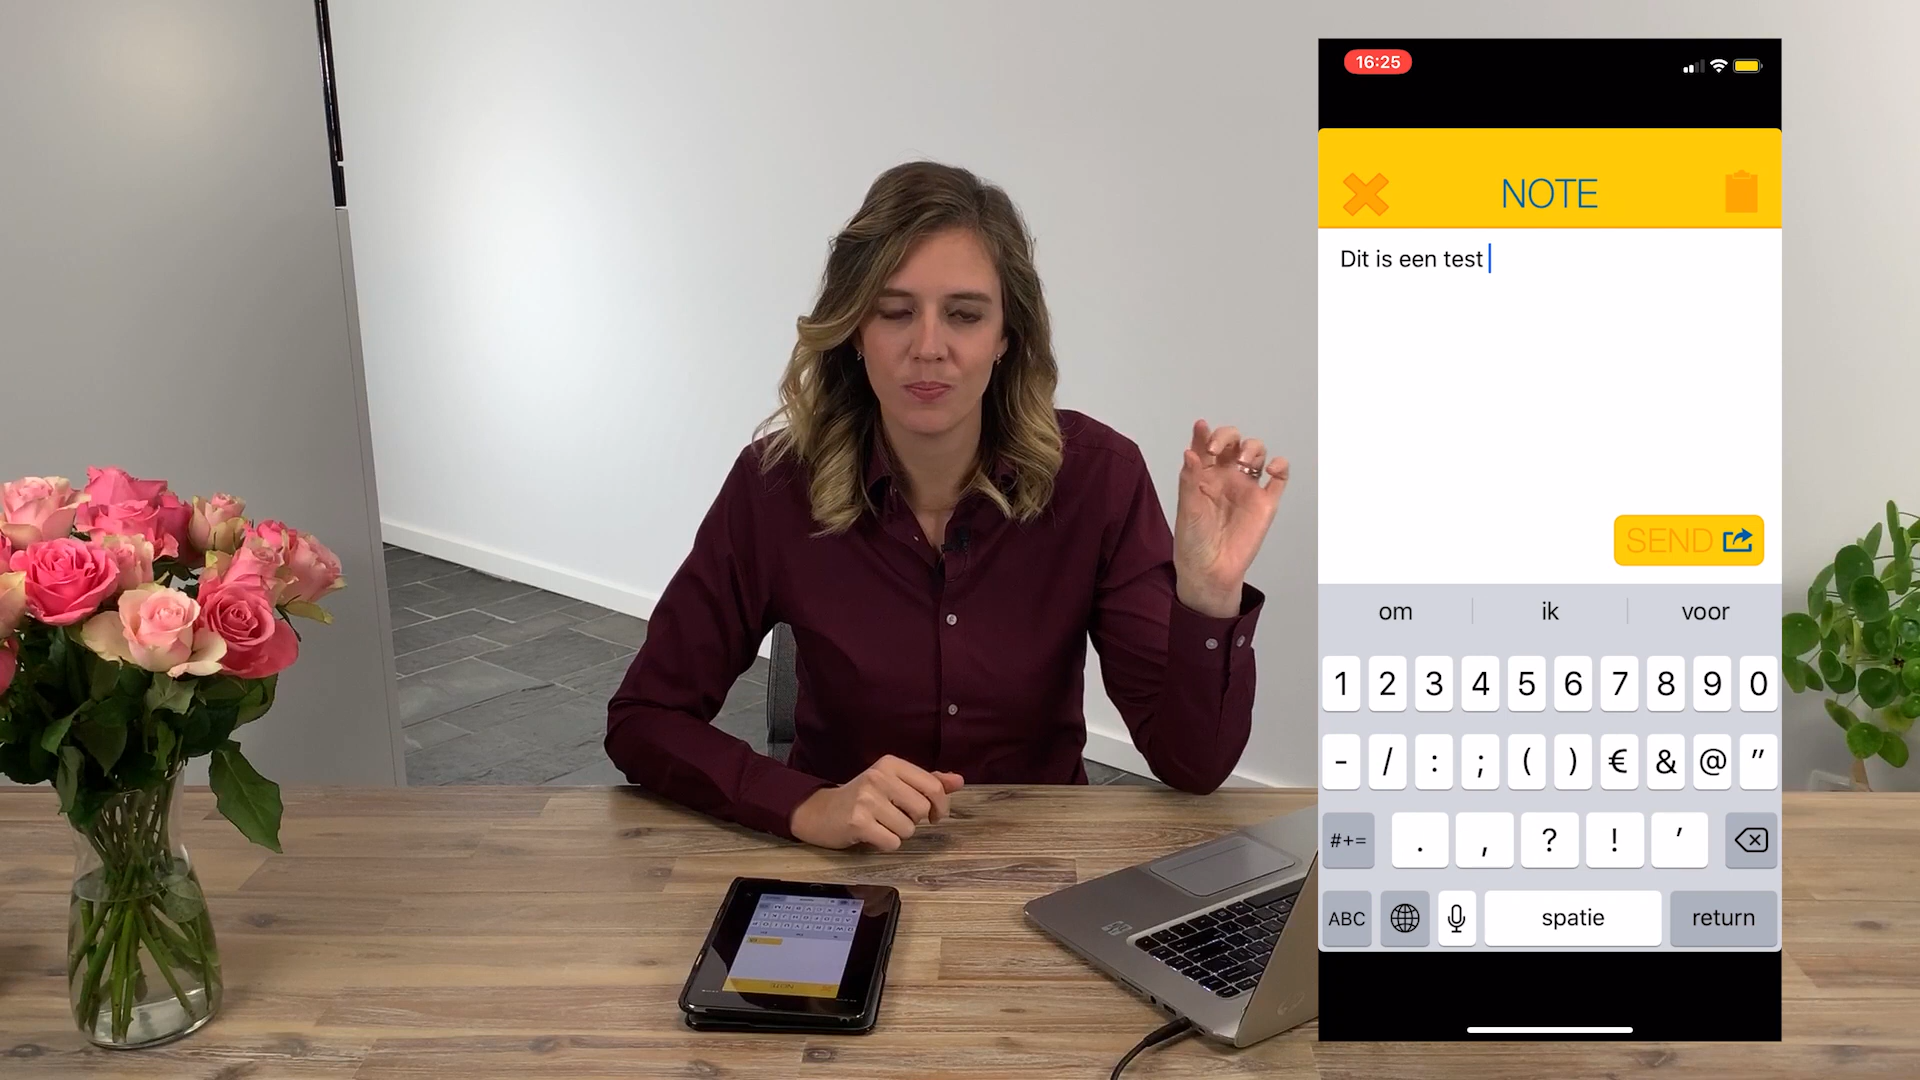 16:25
NOTE
Dit is een test
SEND
om ik voor
1 2 3 4 5 6 7 8 9 0
- / : ; ( ) € & @ "
#+= . , ? ! '
ABC spatie return